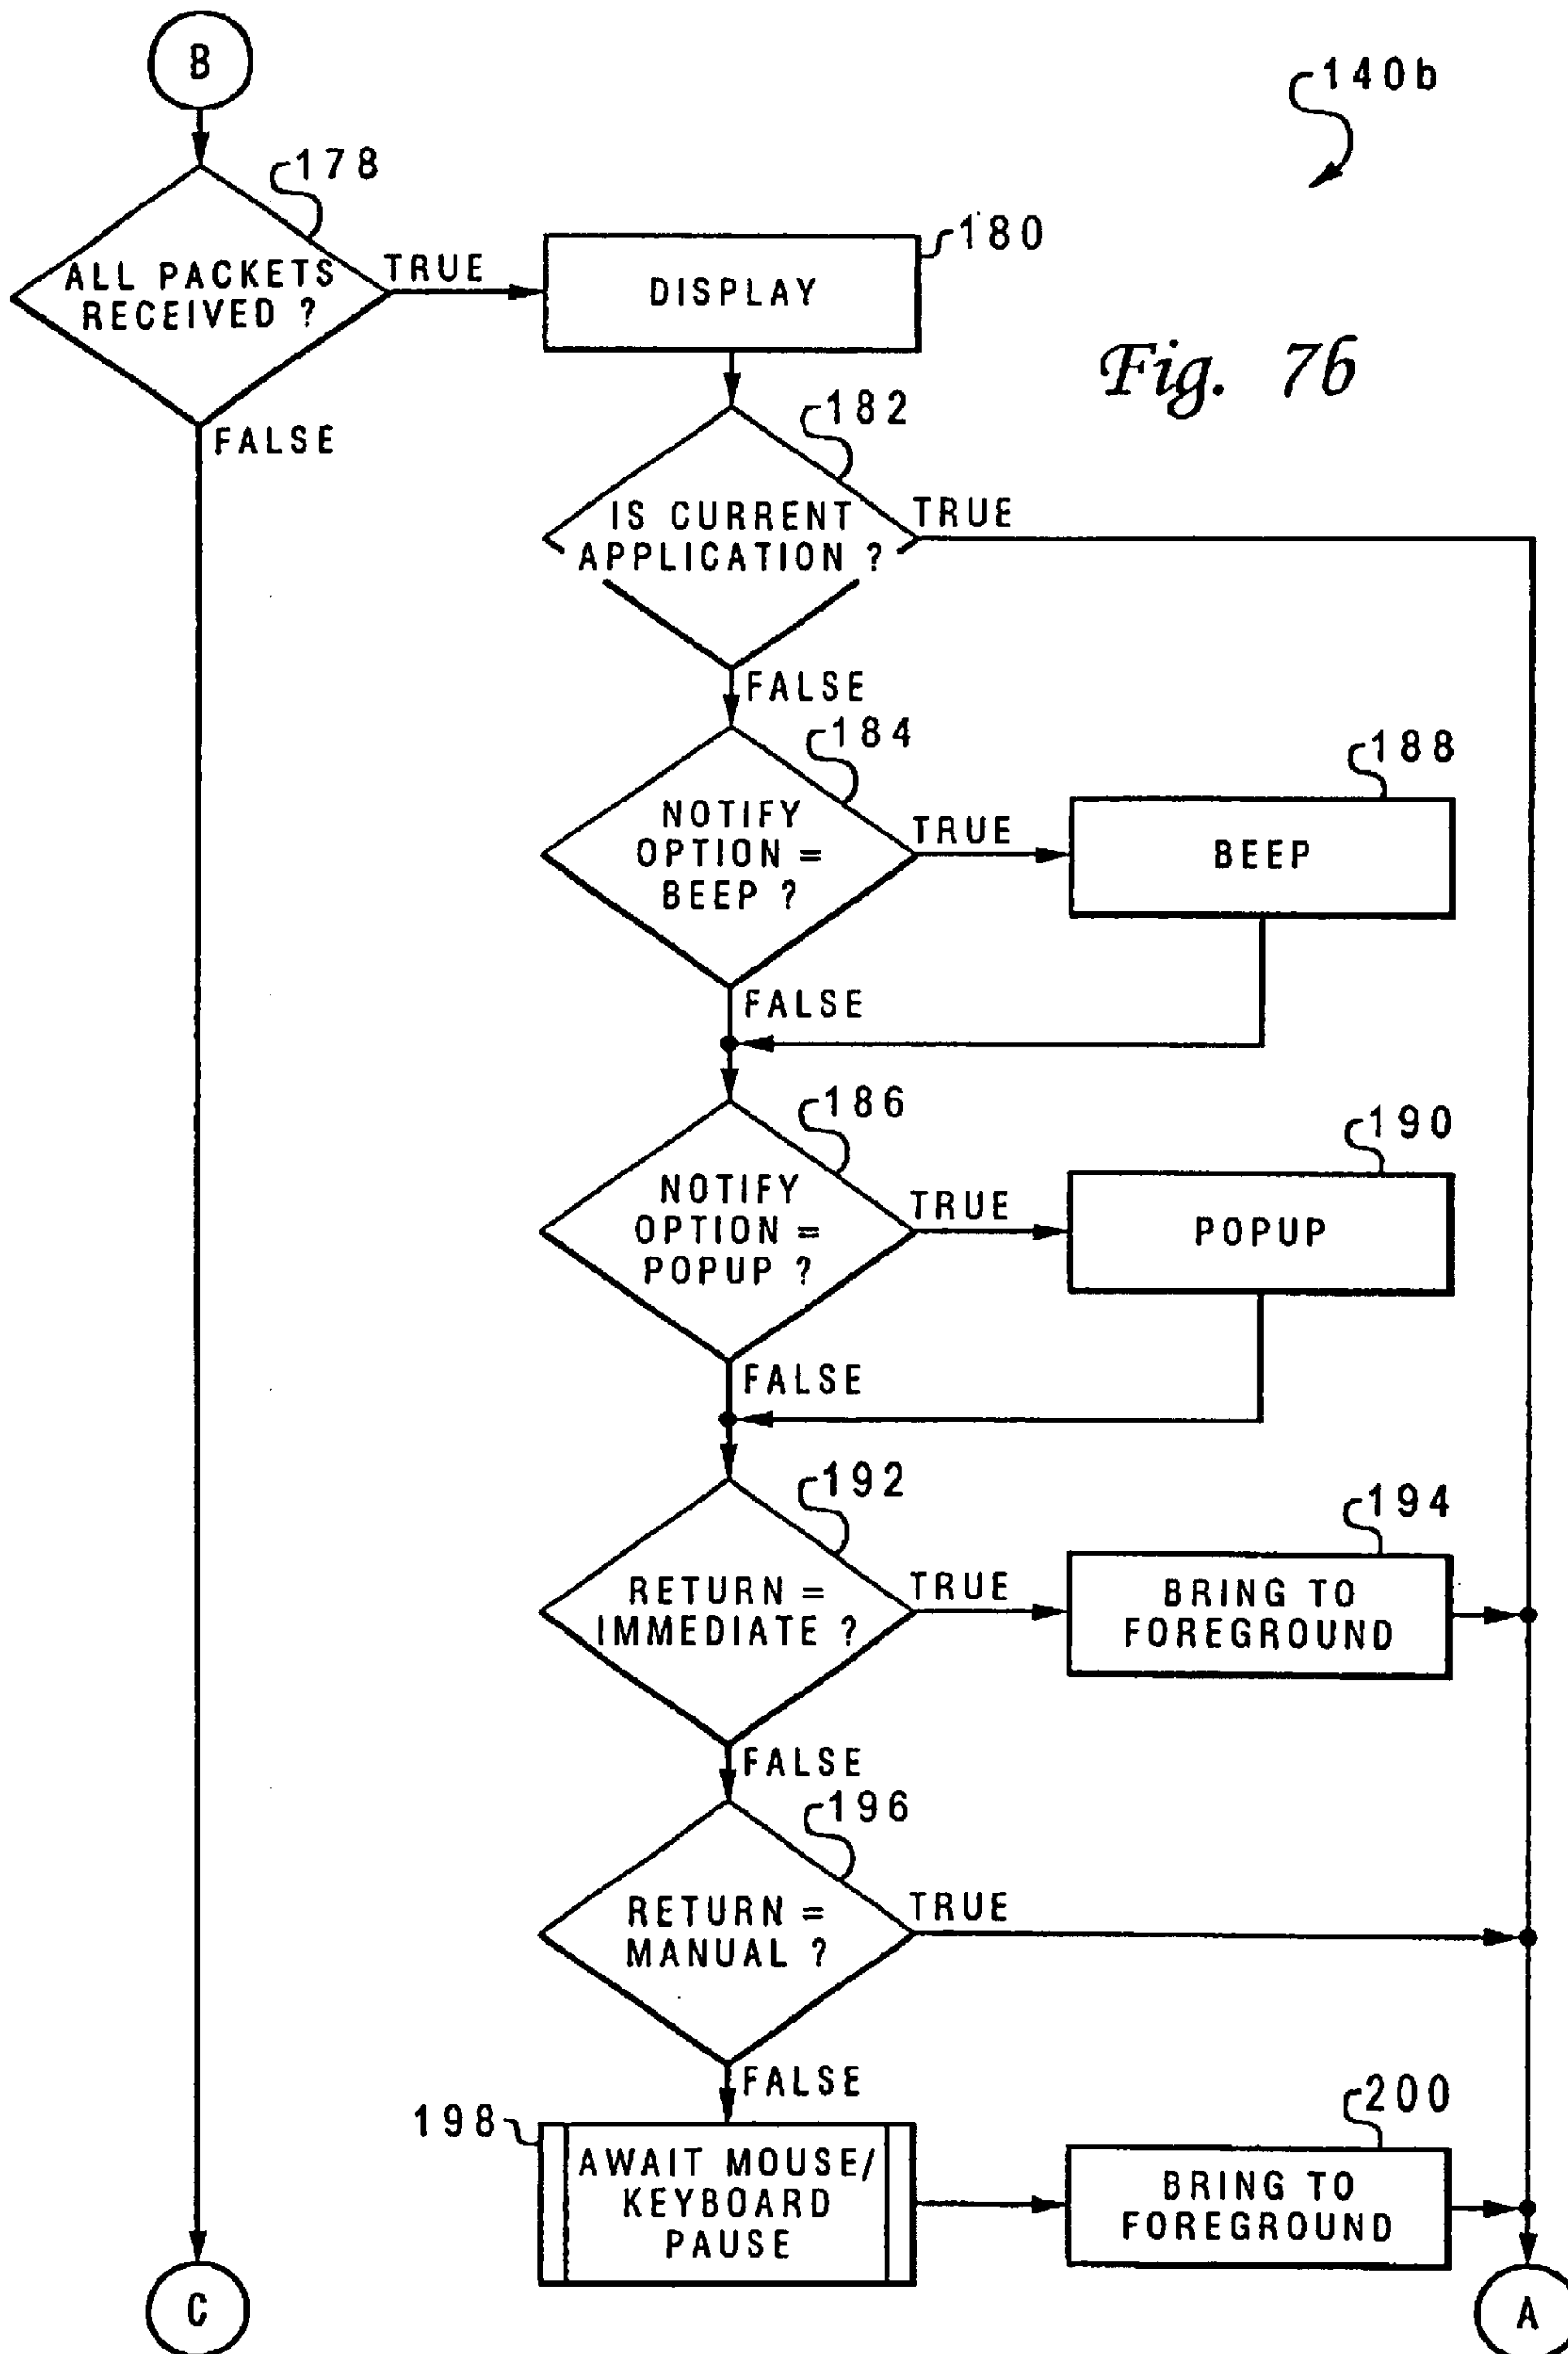 B
140b
178
ALL PACKETS
RECEIVED ?
TRUE
FALSE
180
DISPLAY
Fig. 7b
182
IS CURRENT
APPLICATION ?
TRUE
FALSE
184
NOTIFY
OPTION =
BEEP ?
TRUE
FALSE
188
BEEP
186
NOTIFY
OPTION =
POPUP ?
TRUE
FALSE
190
POPUP
192
RETURN =
IMMEDIATE ?
TRUE
FALSE
194
BRING TO
FOREGROUND
196
RETURN =
MANUAL ?
TRUE
FALSE
198
AWAIT MOUSE/
KEYBOARD
PAUSE
200
BRING TO
FOREGROUND
C
A